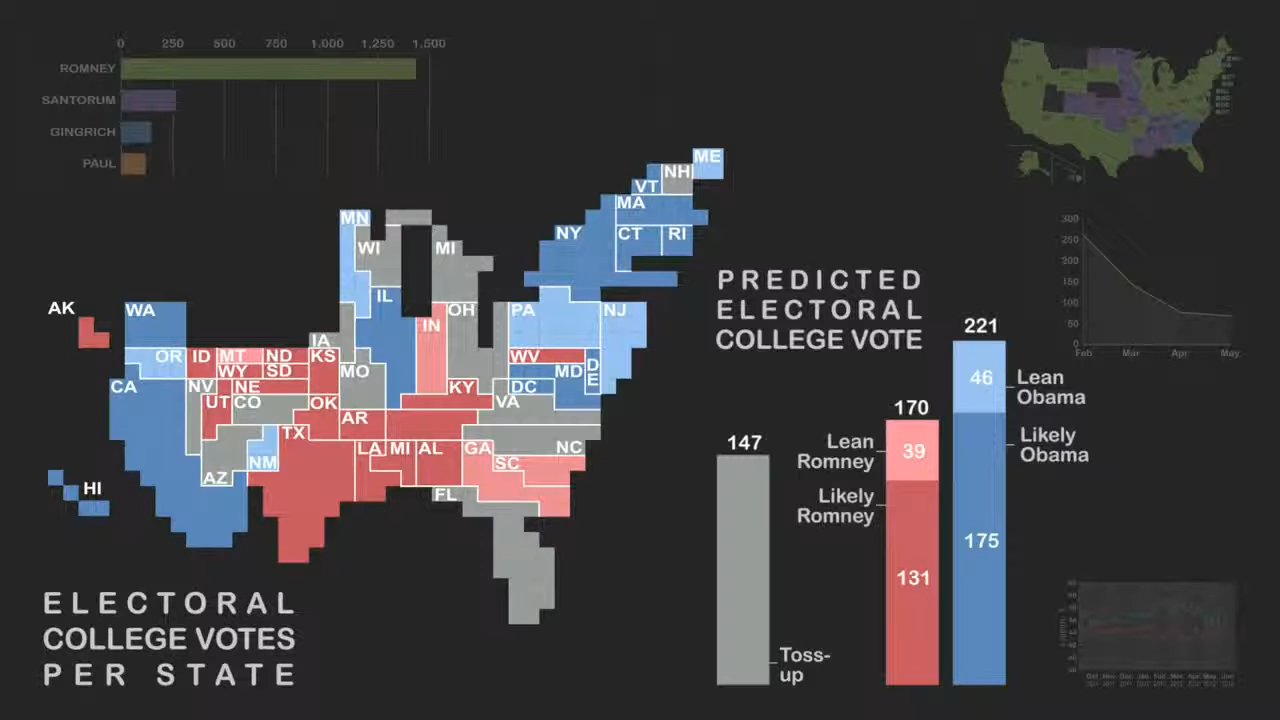 0 250 500 750 1.000 1,250 1.500
ROMNEY
SANTORUM
GINGRICH
PAUL
ME
NH
VT
MA
NY
CT
RI
MN
WI
MI
IL
AK
WA
OH
PA
NJ
IN
IA
OR
ID
MT
ND
KS
WV
WY
SD
MO
MD
DE
CA
NV
NE
KY
DC
UT
CO
OK
VA
AR
TX
LA
MI
AL
GA
NC
NM
SC
AZ
HI
FL
ELECTORAL
COLLEGE VOTES
PER STATE
PREDICTED
ELECTORAL
COLLEGE VOTE
147
Toss-
up
170
Lean
Romney
39
Likely
Romney
131
221
46
Lean
Obama
Likely
Obama
175
300
250
200
150
100
50
0
Feb Mar Apr May